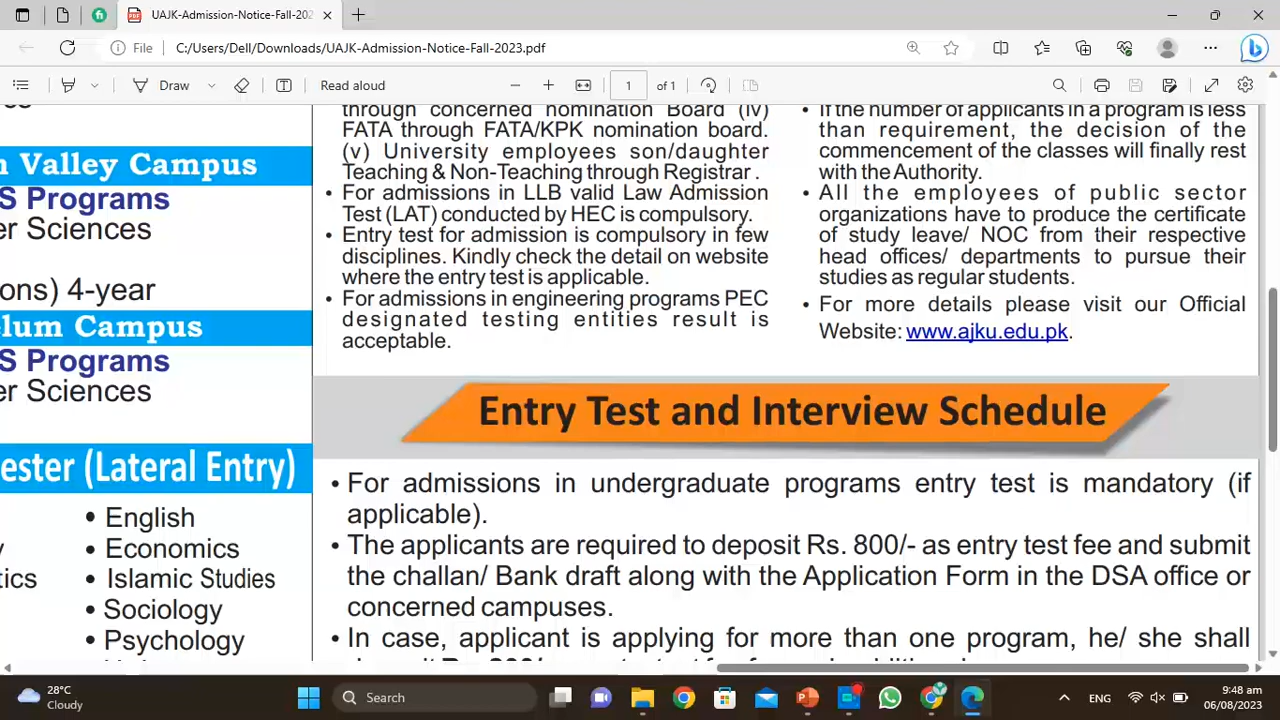 UAJK-Admission-Notice-Fall-202
File
C:/Users/Dell/Downloads/UAJK-Admission-Notice-Fall-2023.pdf
Draw
Read aloud
1
of 1
n Valley Campus
S Programs
er Sciences
ons) 4-year
elum Campus
S Programs
er Sciences
ester (Lateral Entry)
• English
• Economics
tics
• Islamic Studies
• Sociology
• Psychology
through concerned nomination Board (iv)
FATA through FATA/KPK nomination board.
(v) University employees son/daughter
Teaching & Non-Teaching through Registrar .
• For admissions in LLB valid Law Admission
Test (LAT) conducted by HEC is compulsory.
• Entry test for admission is compulsory in few
disciplines. Kindly check the detail on website
where the entry test is applicable.
• For admissions in engineering programs PEC
designated testing entities result is
acceptable.
• If the number of applicants in a program is less
than requirement, the decision of the
commencement of the classes will finally rest
with the Authority.
• All the employees of public sector
organizations have to produce the certificate
of study leave/ NOC from their respective
head offices/ departments to pursue their
studies as regular students.
• For more details please visit our Official
Website: www.ajku.edu.pk.
Entry Test and Interview Schedule
• For admissions in undergraduate programs entry test is mandatory (if
applicable).
• The applicants are required to deposit Rs. 800/- as entry test fee and submit
the challan/ Bank draft along with the Application Form in the DSA office or
concerned campuses.
• In case, applicant is applying for more than one program, he/ she shall
28°C
Cloudy
Search
ENG
9:48 am
06/08/2023